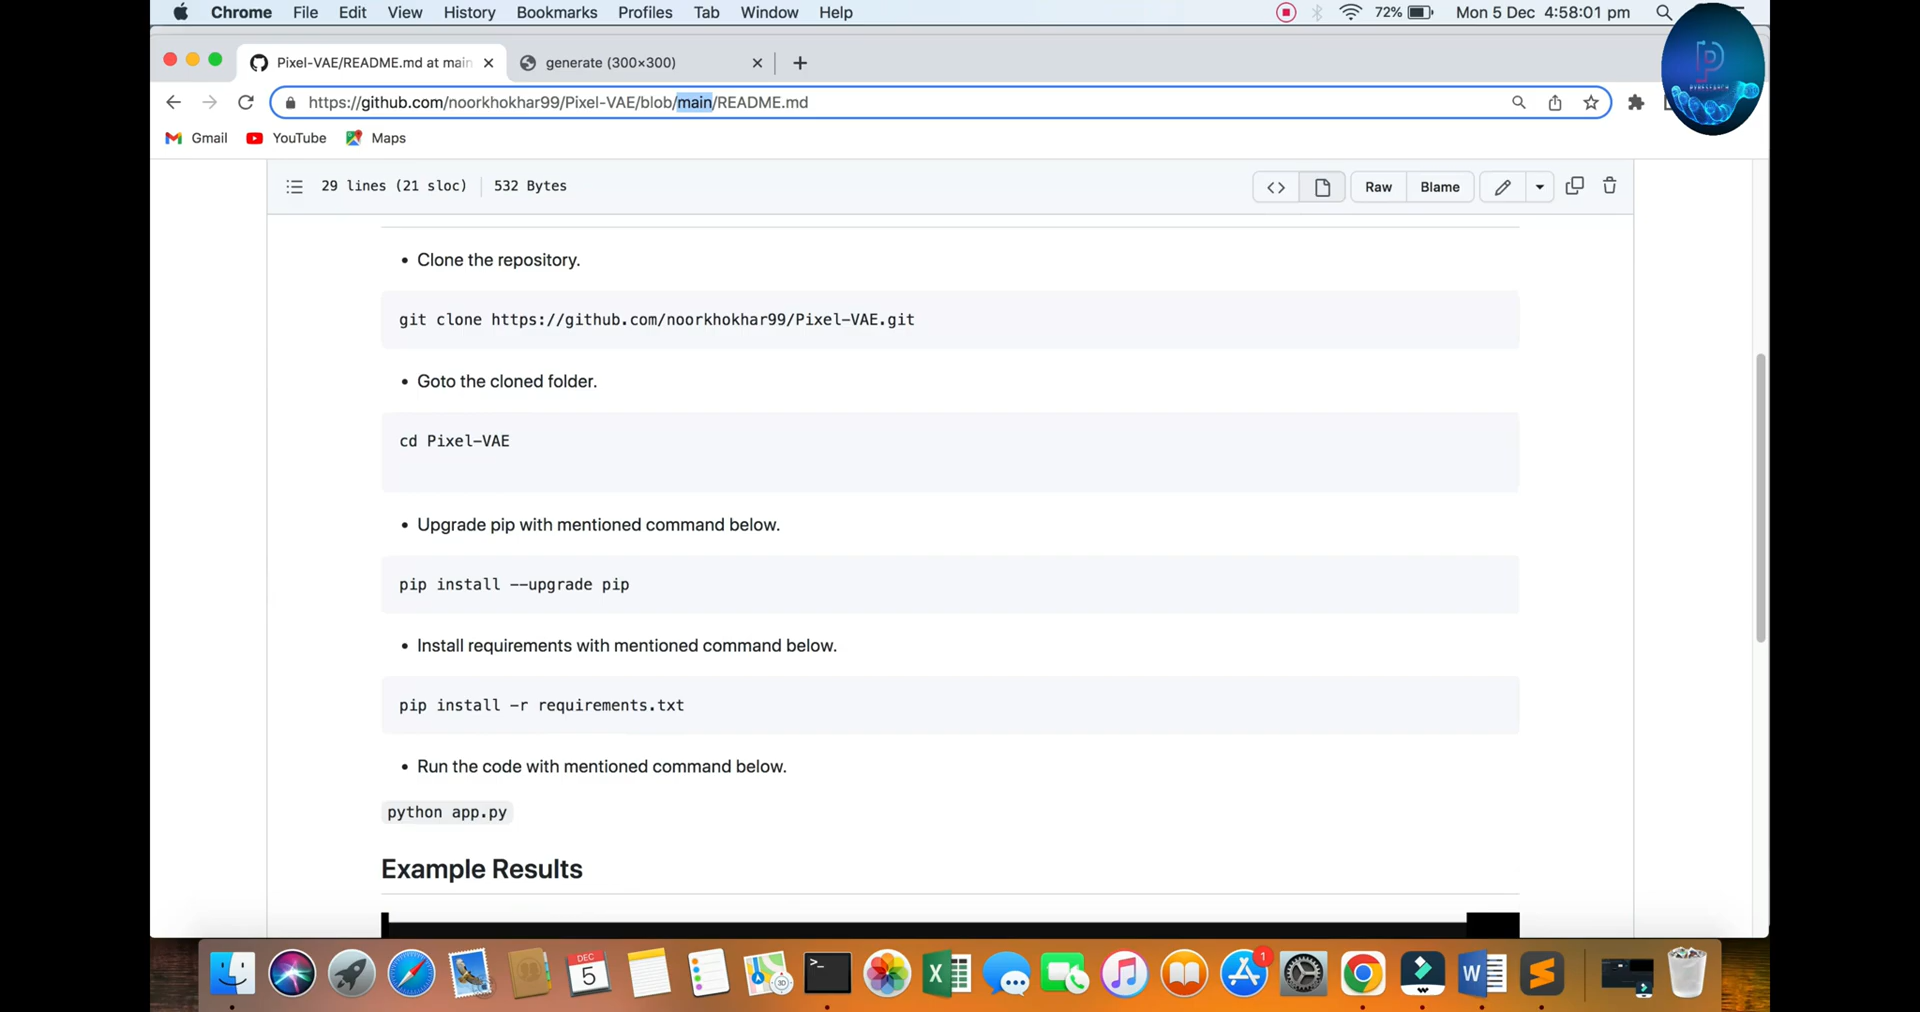 Chrome File Edit View History Bookmarks Profiles Tab Window Help 72% Mon 5 Dec 4:58:01 pm
Pixel-VAE/README.md at main generate (300×300)
https://github.com/noorkhokhar99/Pixel-VAE/blob/main/README.md
Gmail YouTube Maps
29 lines (21 sloc) 532 Bytes Raw Blame
• Clone the repository.
git clone https://github.com/noorkhokhar99/Pixel-VAE.git
• Goto the cloned folder.
cd Pixel-VAE
• Upgrade pip with mentioned command below.
pip install --upgrade pip
• Install requirements with mentioned command below.
pip install -r requirements.txt
• Run the code with mentioned command below.
python app.py
Example Results
PYRESEARCH
DEC
5
1